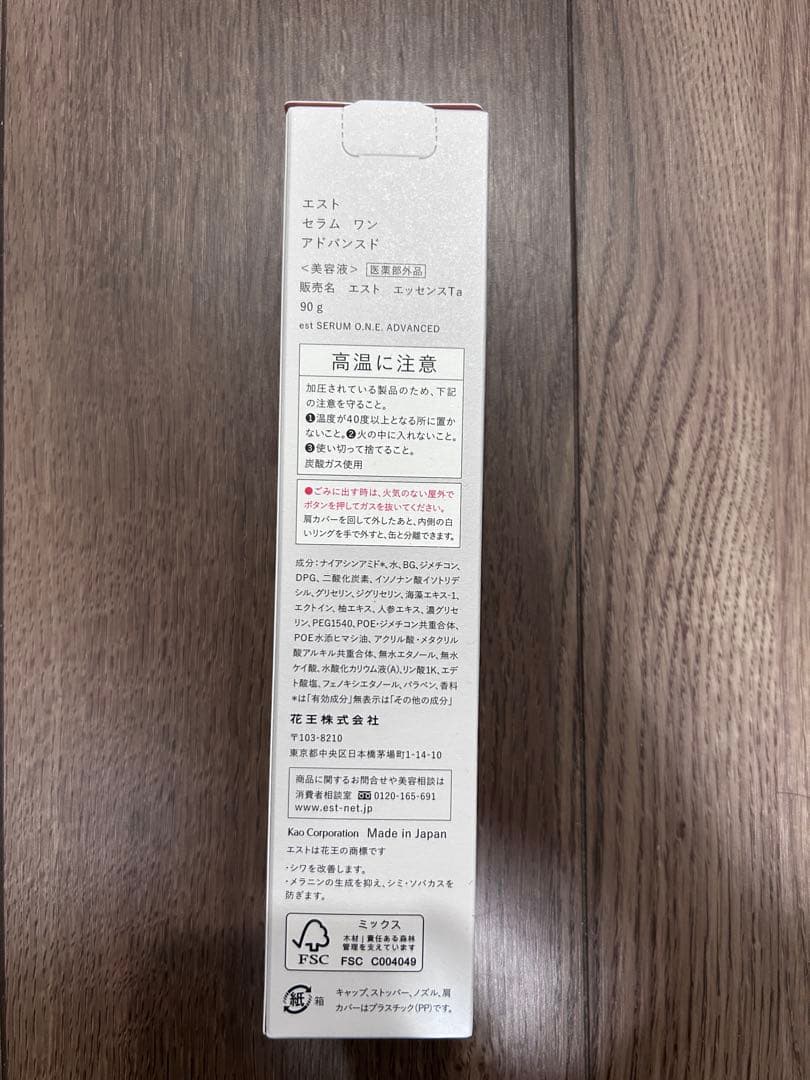 エスト
セラム ワン
アドバンスド
<美容液> 医薬部外品
販売名 エスト エッセンスTa
90 g
est SERUM O.N.E. ADVANCED
高温に注意
加圧されている製品のため、下記
の注意を守ること。
❶温度が40度以上となる所に置か
ないこと。❷火の中に入れないこと。
❸使い切って捨てること。
炭酸ガス使用
●ごみに出す時は、火気のない屋外で
ボタンを押してガスを抜いてください。
肩カバーを回して外したあと、内側の白
いリングを手で外すと、缶と分離できます。
成分:ナイアシンアミド*、水、BG、ジメチコン、
DPG、二酸化炭素、イソノナン酸イソトリデ
シル、グリセリン、ジグリセリン、海藻エキス-1、
エクトイン、柚エキス、人参エキス、濃グリセ
リン、PEG1540、POE・ジメチコン共重合体、
POE水添ヒマシ油、アクリル酸・メタクリル
酸アルキル共重合体、無水エタノール、無水
ケイ酸、水酸化カリウム液(A)、リン酸1K、エデ
ト酸塩、フェノキシエタノール、パラベン、香料
*は「有効成分」無表示は「その他の成分」
花王株式会社
〒103-8210
東京都中央区日本橋茅場町1-14-10
商品に関するお問合せや美容相談は
消費者相談室 0120-165-691
www.est-net.jp
Kao Corporation Made in Japan
エストは花王の商標です
・シワを改善します。
・メラニンの生成を抑え、シミ・ソバカスを
防ぎます。
ミックス
木材|責任ある森林
管理を支えています
FSC FSC C004049
紙 箱 キャップ、ストッパー、ノズル、肩
カバーはプラスチック(PP)です。